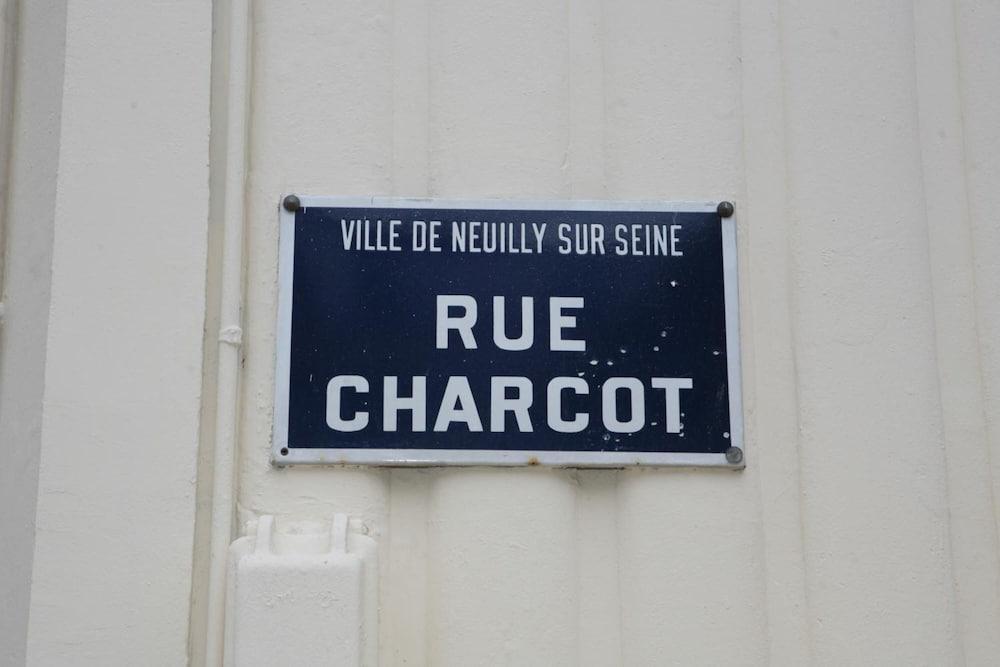 VILLE DE NEUILLY SUR SEINE
RUE
CHARCOT